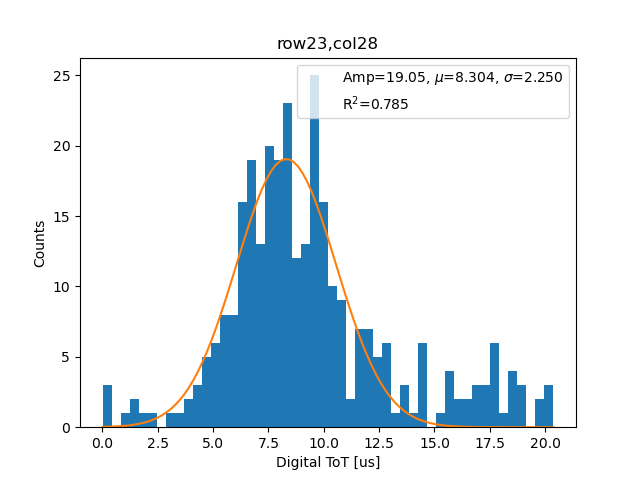 row23,col28
Amp=19.05, μ=8.304, σ=2.250
R²=0.785
25
20
15
10
5
0
Counts
0.0 2.5 5.0 7.5 10.0 12.5 15.0 17.5 20.0
Digital ToT [us]